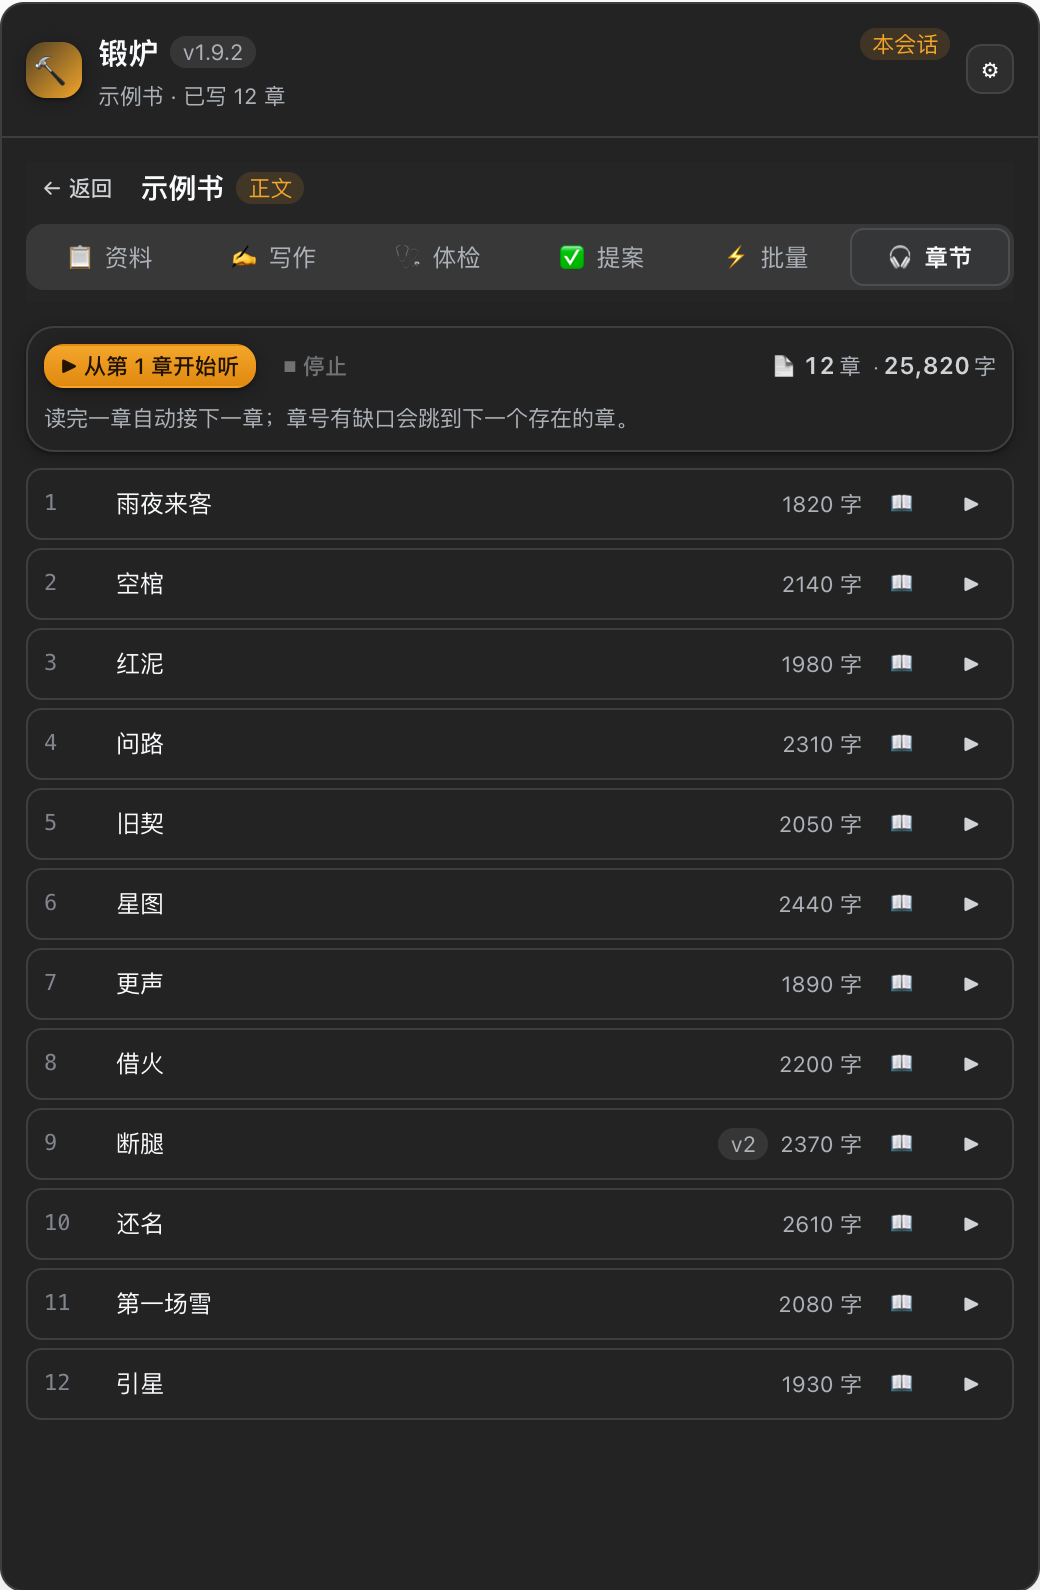 锻炉 v1.9.2
本会话
示例书 · 已写 12 章
← 返回 示例书 正文
资料 写作 体检 提案 批量 章节
▶ 从第 1 章开始听 ■ 停止 12 章 · 25,820 字
读完一章自动接下一章；章号有缺口会跳到下一个存在的章。
1 雨夜来客 1820 字
2 空棺 2140 字
3 红泥 1980 字
4 问路 2310 字
5 旧契 2050 字
6 星图 2440 字
7 更声 1890 字
8 借火 2200 字
9 断腿 v2 2370 字
10 还名 2610 字
11 第一场雪 2080 字
12 引星 1930 字